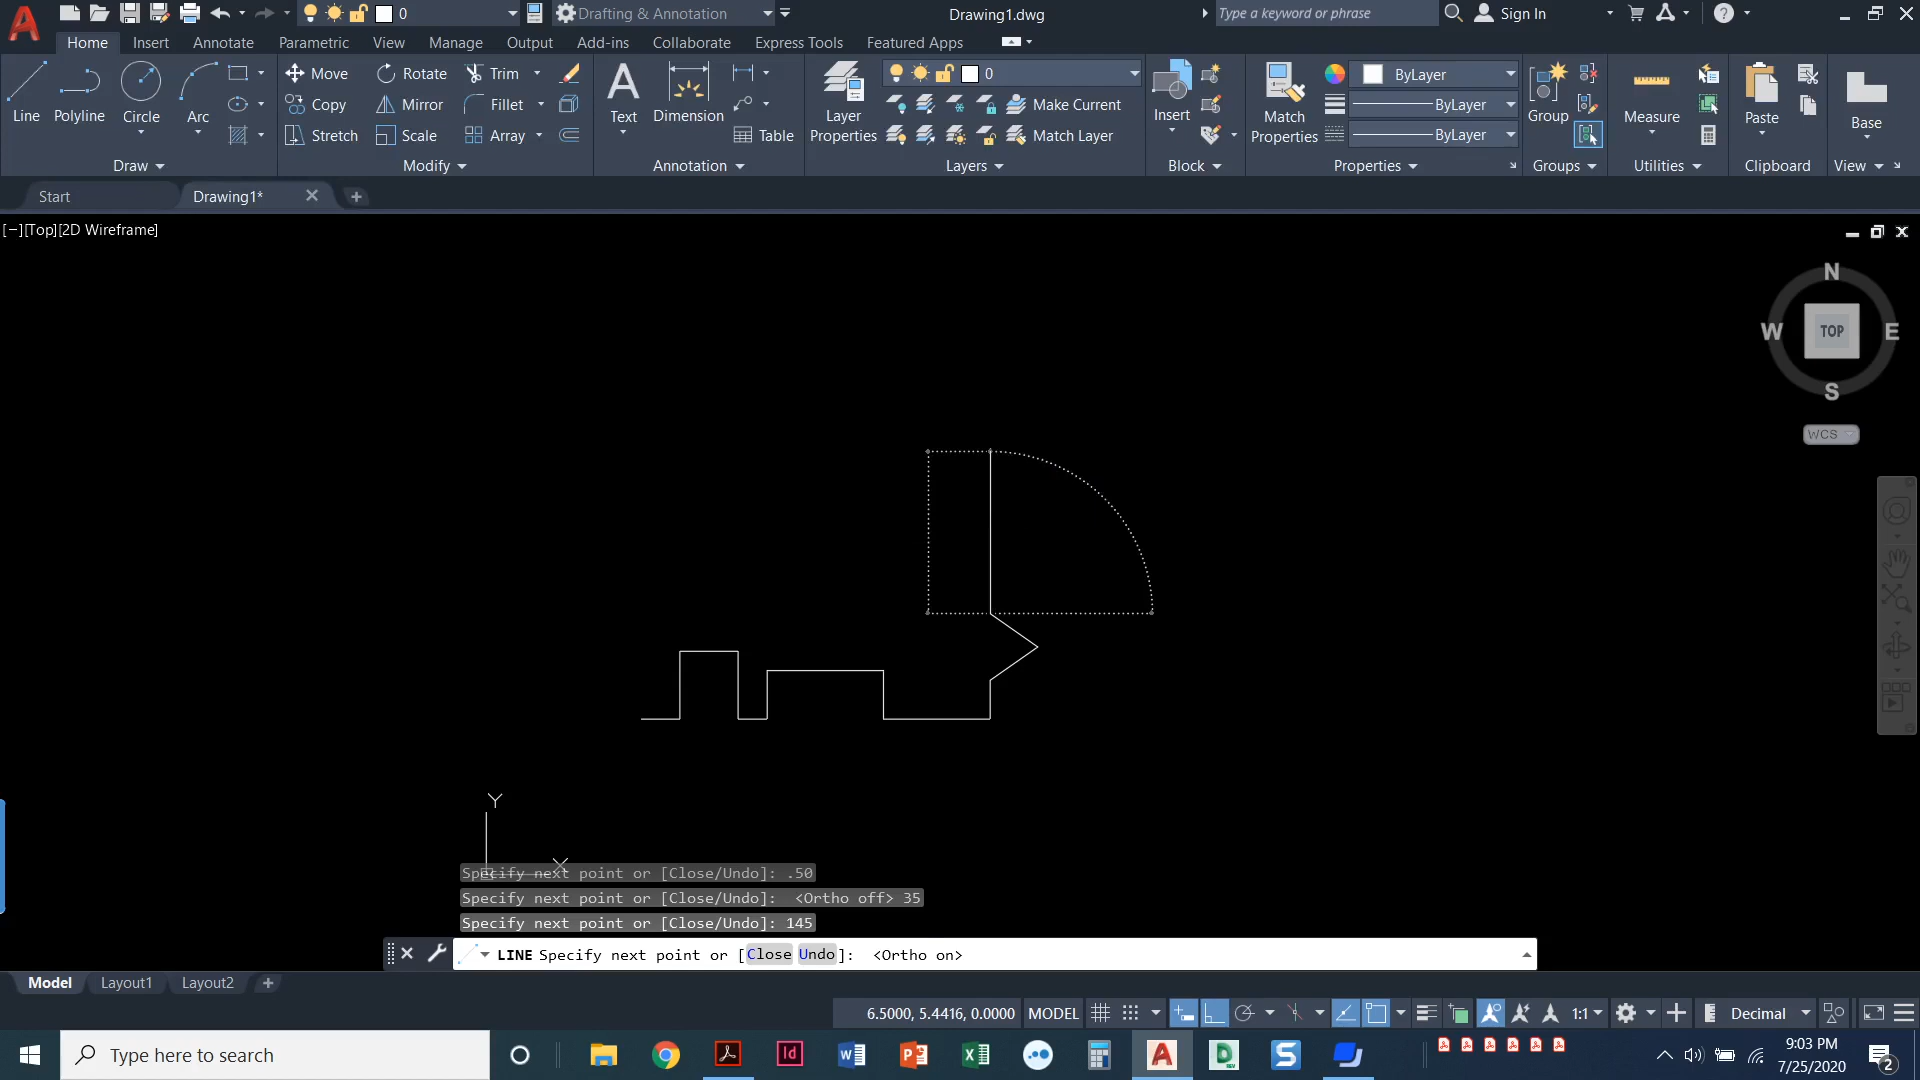 0
Drafting & Annotation
Drawing1.dwg
Type a keyword or phrase
Sign In
Home
Insert
Annotate
Parametric
View
Manage
Output
Add-ins
Collaborate
Express Tools
Featured Apps
Line
Polyline
Circle
Arc
Draw
Move
Rotate
Trim
Copy
Mirror
Fillet
Stretch
Scale
Array
Modify
Text
Dimension
Table
Annotation
Layer
Properties
0
Make Current
Match Layer
Layers
Insert
Block
Match
Properties
ByLayer
ByLayer
ByLayer
Properties
Group
Groups
Measure
Utilities
Paste
Clipboard
Base
View
Start
Drawing1*
[−][Top][2D Wireframe]
N
W
TOP
E
S
WCS
Y
X
Specify next point or [Close/Undo]: .50
Specify next point or [Close/Undo]:  <Ortho off> 35
Specify next point or [Close/Undo]: 145
LINE Specify next point or [Close Undo]:  <Ortho on>
Model
Layout1
Layout2
6.5000, 5.4416, 0.0000
MODEL
1:1
Decimal
Type here to search
9:03 PM
7/25/2020
2